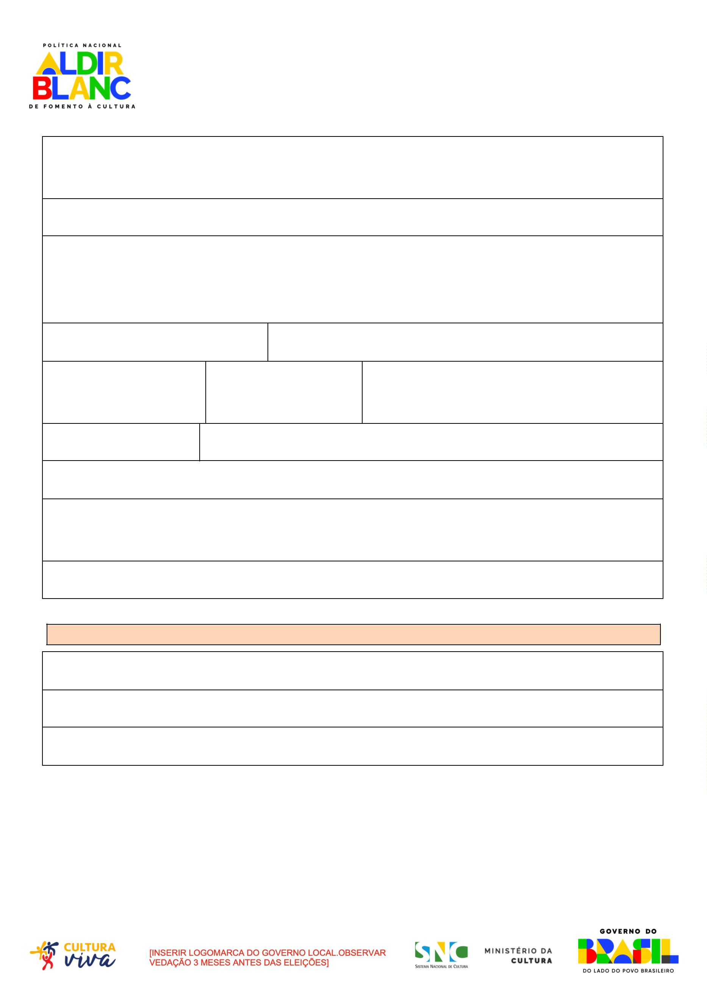 POLÍTICA NACIONAL
ALDIR
BLANC
DE FOMENTO À CULTURA
CULTURA
viva
[INSERIR LOGOMARCA DO GOVERNO LOCAL.OBSERVAR
VEDAÇÃO 3 MESES ANTES DAS ELEIÇÕES]
SNC
SISTEMA NACIONAL DE CULTURA
MINISTÉRIO DA
CULTURA
GOVERNO DO
BRASIL
DO LADO DO POVO BRASILEIRO